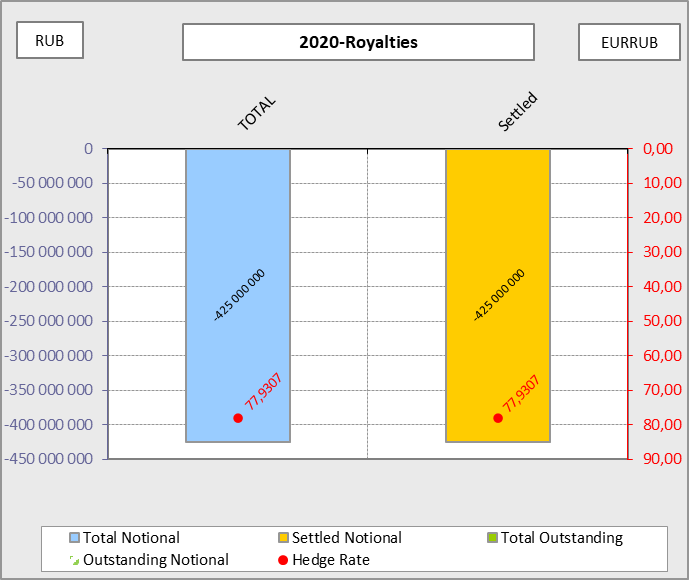 RUB
2020-Royalties
EURRUB
TOTAL
Settled
0
-50 000 000
-100 000 000
-150 000 000
-200 000 000
-250 000 000
-300 000 000
-350 000 000
-400 000 000
-450 000 000
-425 000 000
77,9307
-425 000 000
77,9307
0,00
10,00
20,00
30,00
40,00
50,00
60,00
70,00
80,00
90,00
Total Notional
Settled Notional
Total Outstanding
Outstanding Notional
Hedge Rate